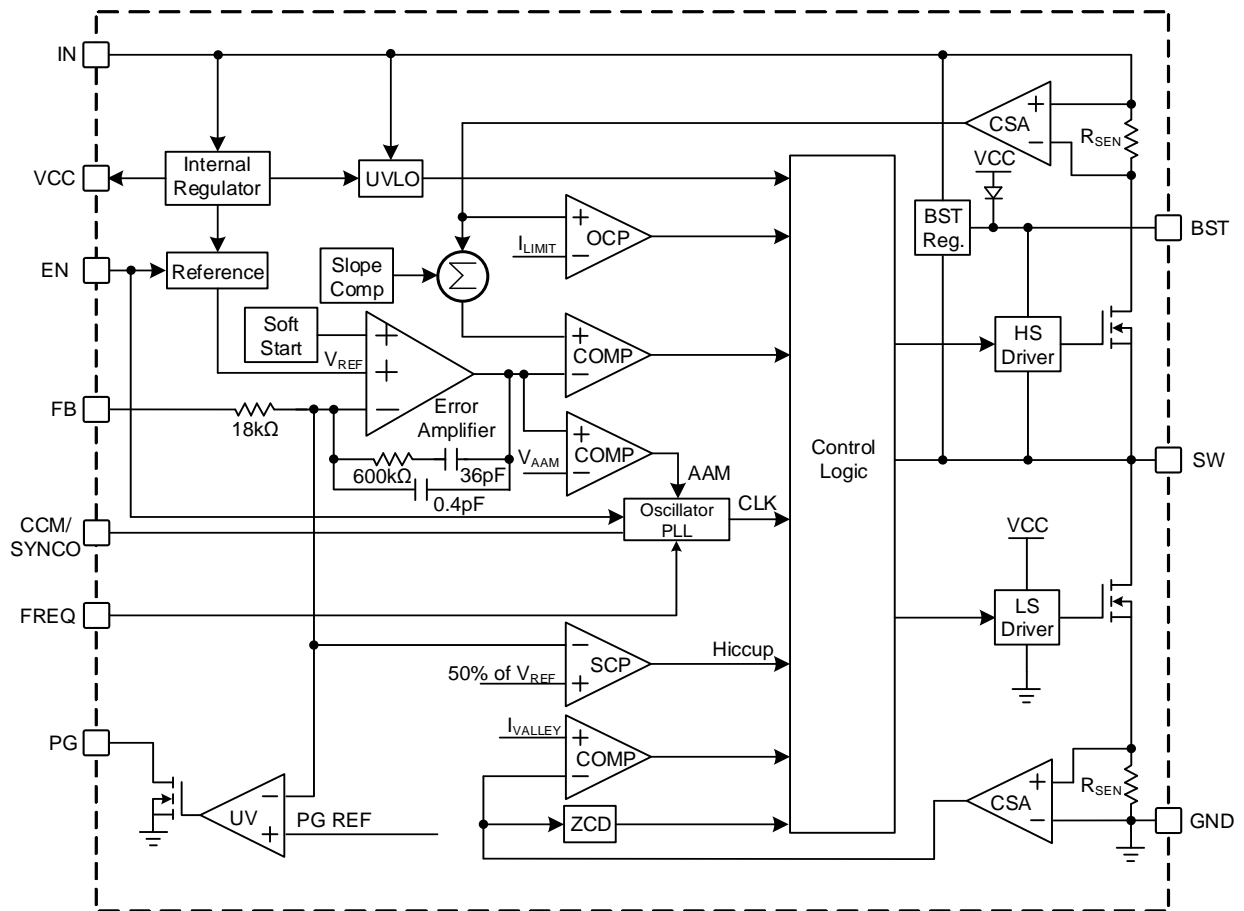 IN
CSA
+
−
R_SEN
VCC
VCC
Internal
Regulator
UVLO
BST
Reg.
BST
+
−
OCP
I_LIMIT
EN
Reference
Slope
Comp
Σ
Soft
Start
V_REF
+
+
−
Error
Amplifier
+
−
COMP
HS
Driver
FB
18kΩ
600kΩ
36pF
0.4pF
+
−
COMP
V_AAM
AAM
Control
Logic
SW
CCM/
SYNCO
Oscillator
PLL
CLK
VCC
FREQ
LS
Driver
−
+
SCP
50% of V_REF
Hiccup
PG
I_VALLEY
+
−
COMP
UV
−
+
PG REF
ZCD
CSA
+
−
R_SEN
GND